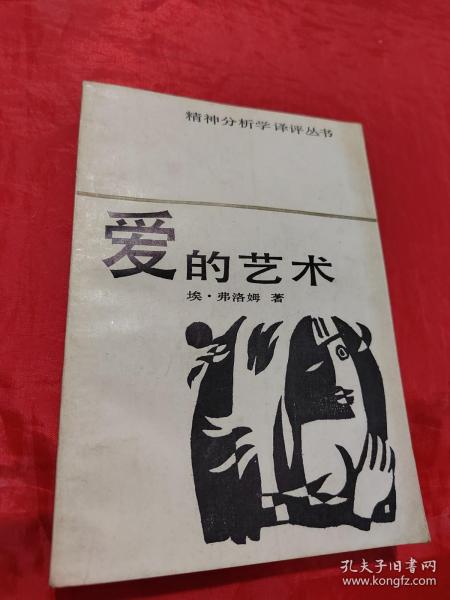 精神分析学译评丛书
爱的艺术
埃·弗洛姆 著
孔夫子旧书网
www.kongfz.com